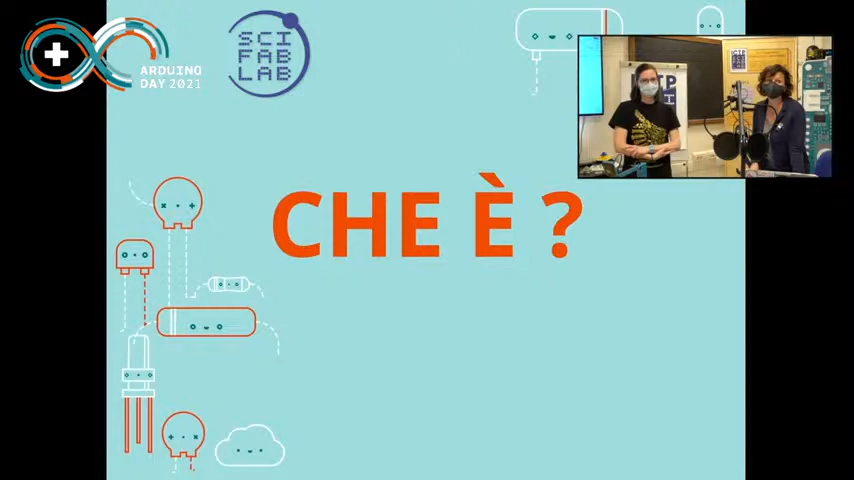 ARDUINO
DAY 2021
SCI
FAB
LAB
CHE È ?